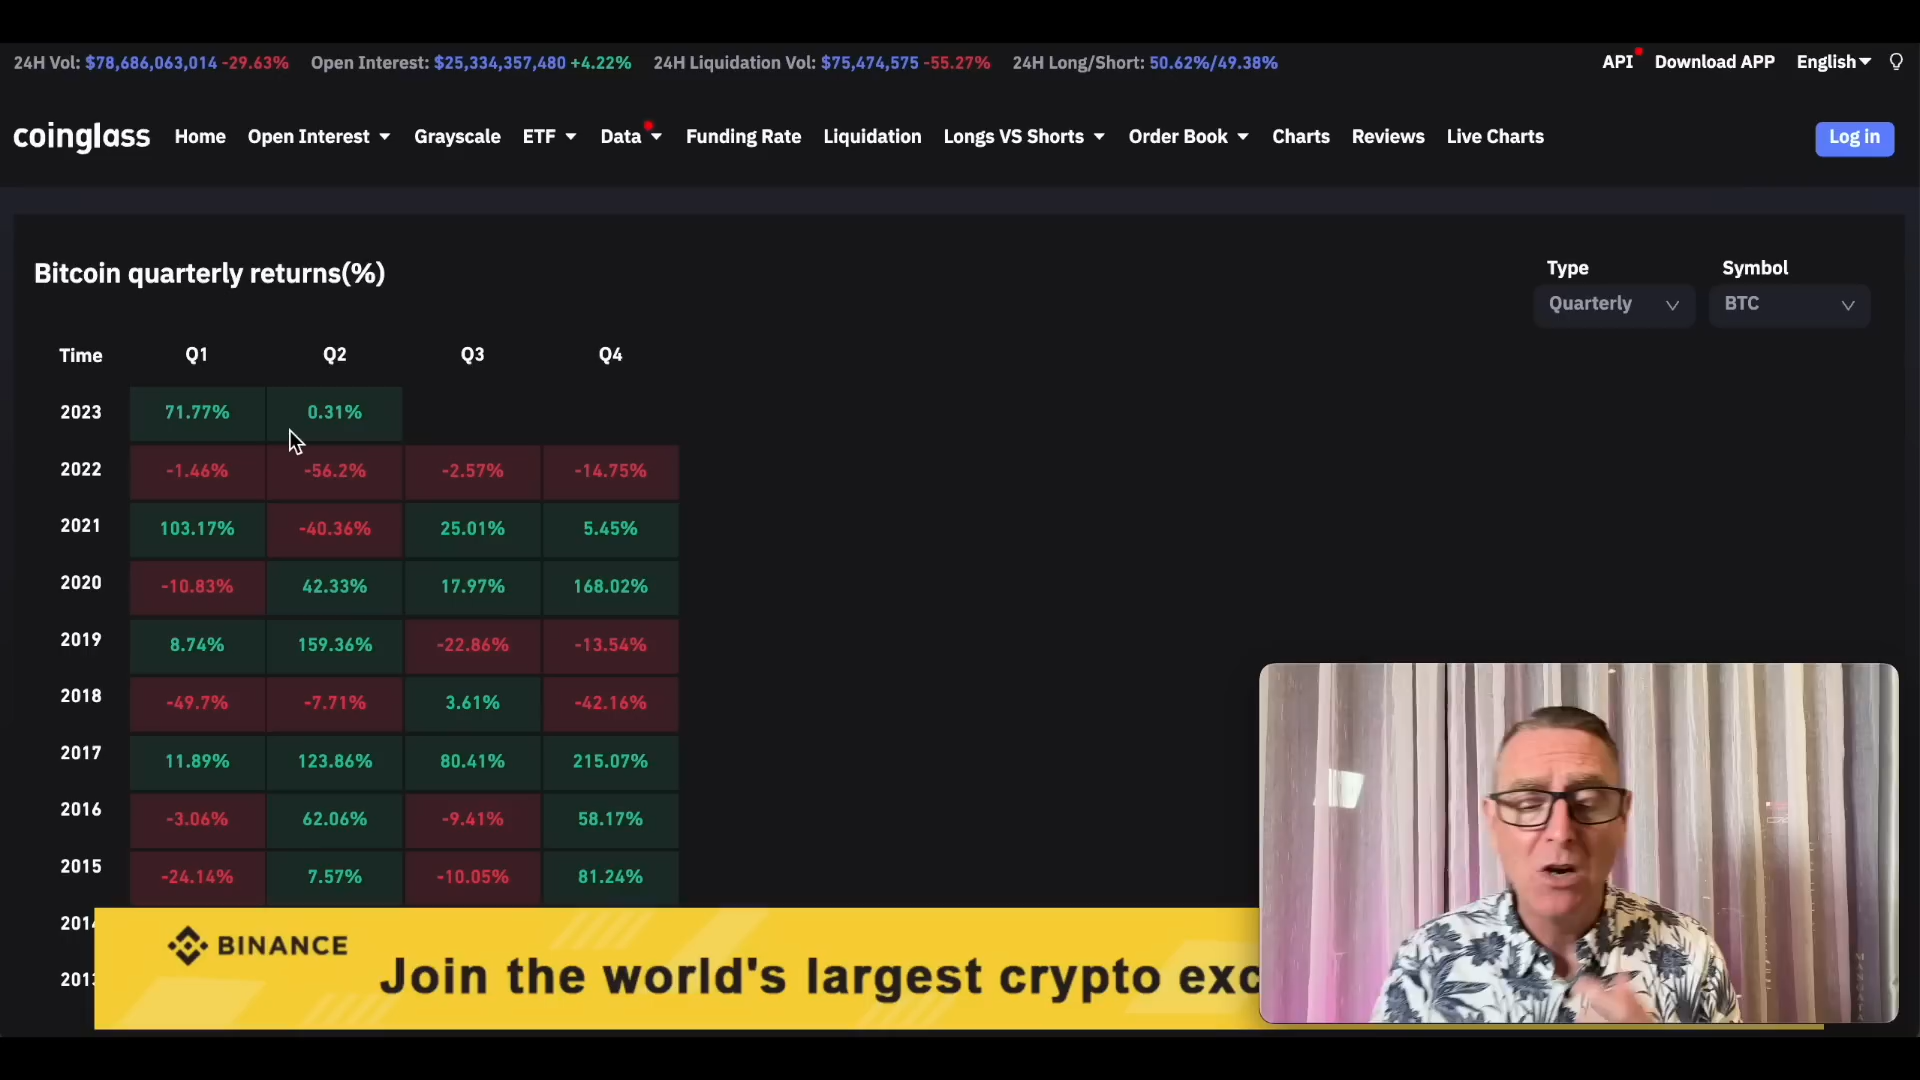 24H Vol: $78,686,063,014 -29.63% Open Interest: $25,334,357,480 +4.22% 24H Liquidation Vol: $75,474,575 -55.27% 24H Long/Short: 50.62%/49.38% API Download APP English
coinglass Home Open Interest Grayscale ETF Data Funding Rate Liquidation Longs VS Shorts Order Book Charts Reviews Live Charts Log in
Bitcoin quarterly returns(%)
Type Symbol
Quarterly BTC
Time Q1 Q2 Q3 Q4
2023 71.77% 0.31%
2022 -1.46% -56.2% -2.57% -14.75%
2021 103.17% -40.36% 25.01% 5.45%
2020 -10.83% 42.33% 17.97% 168.02%
2019 8.74% 159.36% -22.86% -13.54%
2018 -49.7% -7.71% 3.61% -42.16%
2017 11.89% 123.86% 80.41% 215.07%
2016 -3.06% 62.06% -9.41% 58.17%
2015 -24.14% 7.57% -10.05% 81.24%
BINANCE
Join the world's largest crypto exc